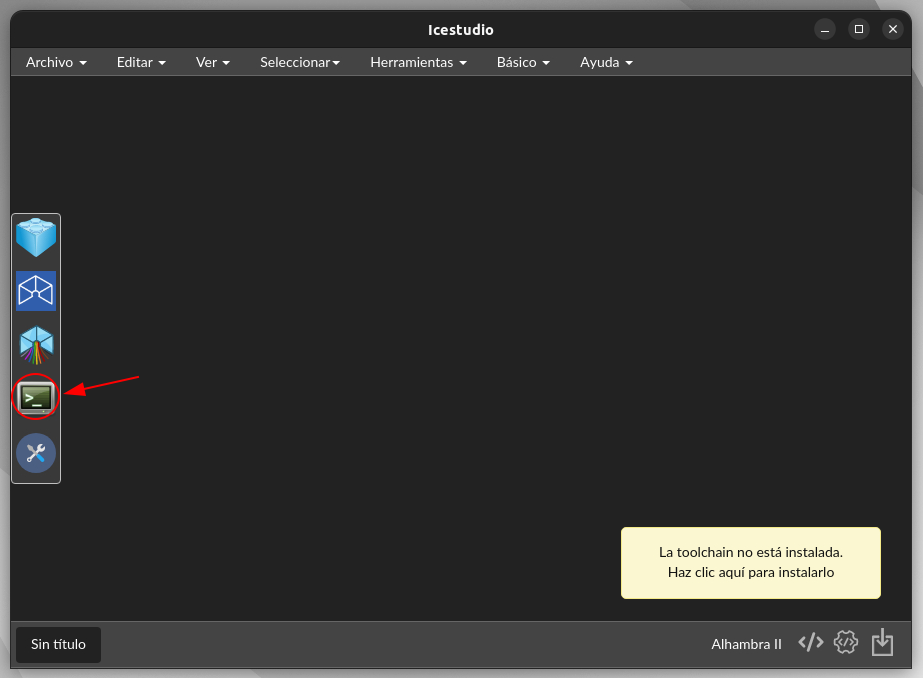 Icestudio
Archivo Editar Ver Seleccionar Herramientas Básico Ayuda
>_
La toolchain no está instalada.
Haz clic aquí para instalarlo
Sin título Alhambra II </>